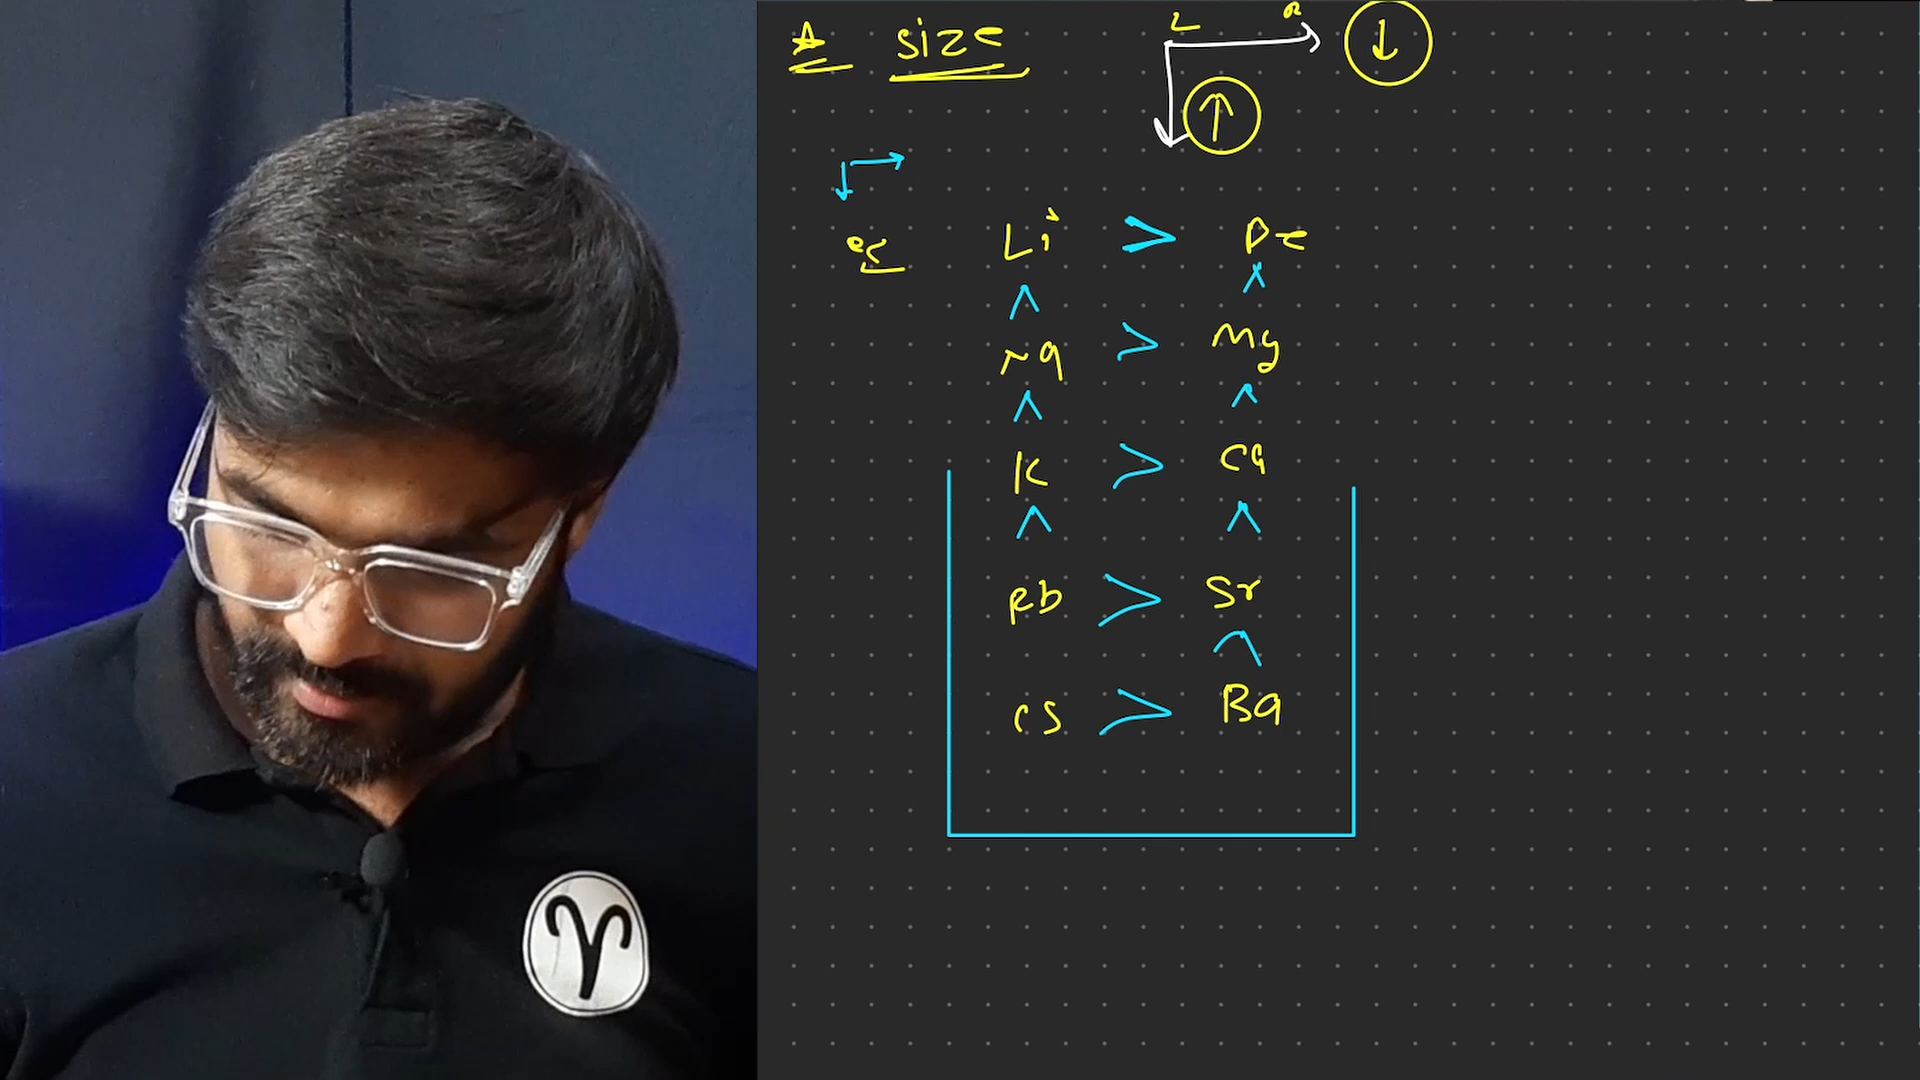 L R
size
Li > Be
Na > Mg
K > Ca
Rb > Sr
Cs > Ba